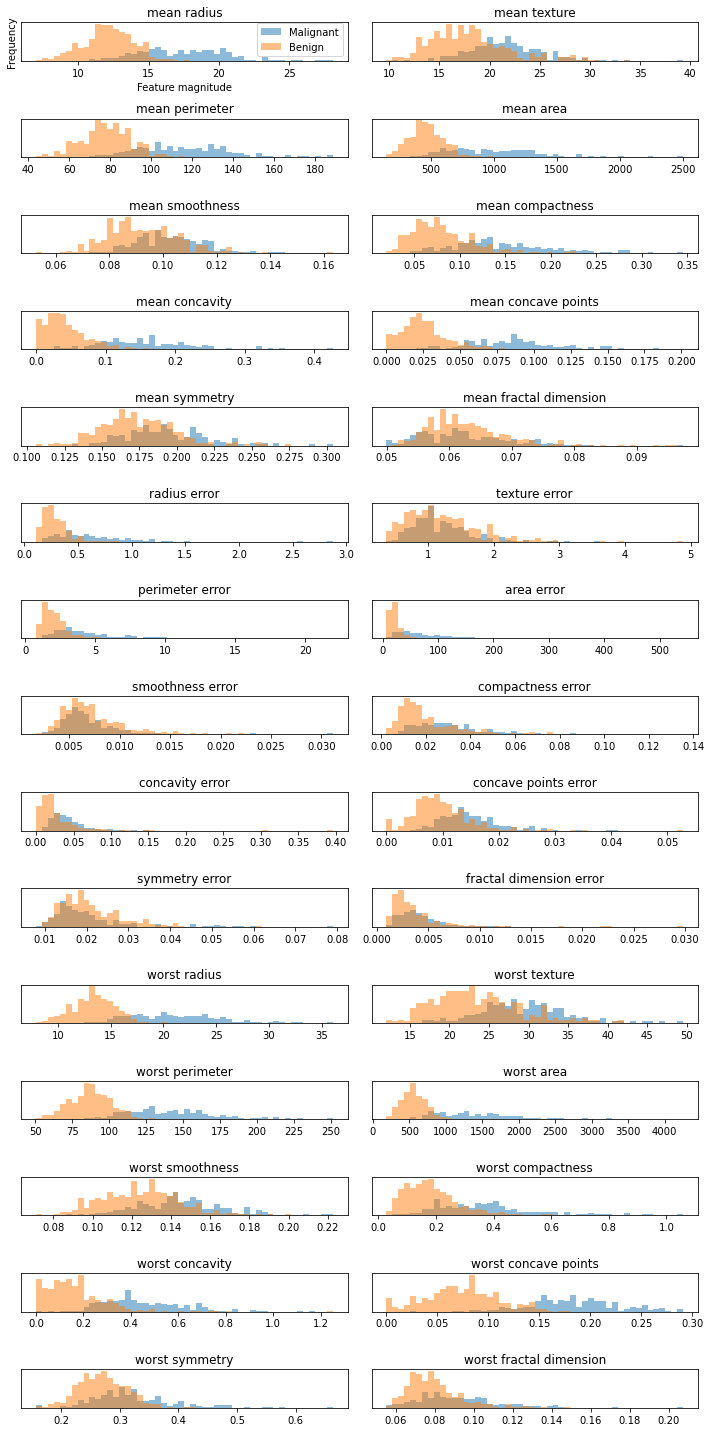 mean radius
Frequency
Malignant
Benign
10 15 20 25
Feature magnitude
mean texture
10 15 20 25 30 35 40
mean perimeter
40 60 80 100 120 140 160 180
mean area
500 1000 1500 2000 2500
mean smoothness
0.06 0.08 0.10 0.12 0.14 0.16
mean compactness
0.05 0.10 0.15 0.20 0.25 0.30 0.35
mean concavity
0.0 0.1 0.2 0.3 0.4
mean concave points
0.000 0.025 0.050 0.075 0.100 0.125 0.150 0.175 0.200
mean symmetry
0.100 0.125 0.150 0.175 0.200 0.225 0.250 0.275 0.300
mean fractal dimension
0.05 0.06 0.07 0.08 0.09
radius error
0.0 0.5 1.0 1.5 2.0 2.5 3.0
texture error
1 2 3 4 5
perimeter error
0 5 10 15 20
area error
0 100 200 300 400 500
smoothness error
0.005 0.010 0.015 0.020 0.025 0.030
compactness error
0.00 0.02 0.04 0.06 0.08 0.10 0.12 0.14
concavity error
0.00 0.05 0.10 0.15 0.20 0.25 0.30 0.35 0.40
concave points error
0.00 0.01 0.02 0.03 0.04 0.05
symmetry error
0.01 0.02 0.03 0.04 0.05 0.06 0.07 0.08
fractal dimension error
0.000 0.005 0.010 0.015 0.020 0.025 0.030
worst radius
10 15 20 25 30 35
worst texture
15 20 25 30 35 40 45 50
worst perimeter
50 75 100 125 150 175 200 225 250
worst area
0 500 1000 1500 2000 2500 3000 3500 4000
worst smoothness
0.08 0.10 0.12 0.14 0.16 0.18 0.20 0.22
worst compactness
0.0 0.2 0.4 0.6 0.8 1.0
worst concavity
0.0 0.2 0.4 0.6 0.8 1.0 1.2
worst concave points
0.00 0.05 0.10 0.15 0.20 0.25 0.30
worst symmetry
0.2 0.3 0.4 0.5 0.6
worst fractal dimension
0.06 0.08 0.10 0.12 0.14 0.16 0.18 0.20